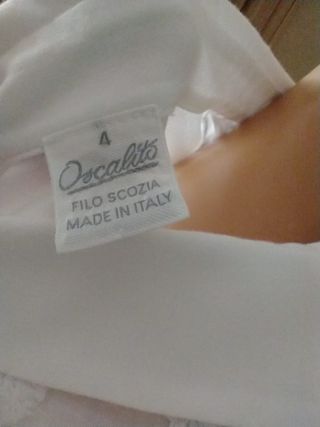 4
Oscalito
FILO SCOZIA
MADE IN ITALY